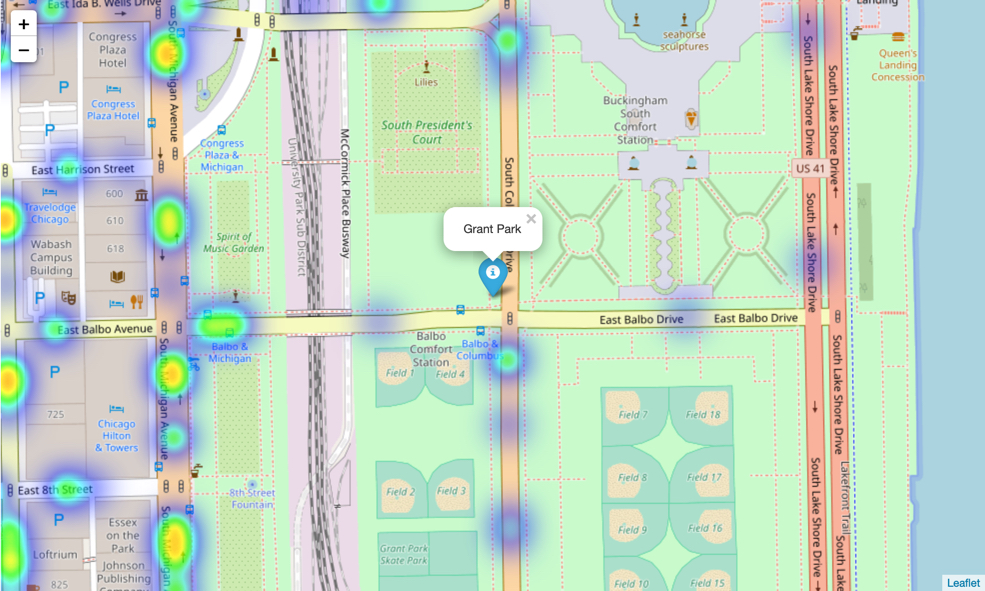 East Ida B. Wells Drive
Landing
+
−
Congress
Plaza
Hotel
P
Congress
Plaza Hotel
P
South Michigan Avenue
Congress
Plaza &
Michigan
Lilies
South President's
Court
seahorse
sculptures
Buckingham
South
Comfort
Station
South Lake Shore Drive
South Lake Shore Drive
Queen's
Landing
Concession
US 41
East Harrison Street
600
610
618
Travelodge
Chicago
Wabash
Campus
Building
P
Spirit of
Music Garden
University Park Sub District
McCormick Place Busway
Grant Park
×
South Lake Shore Drive
East Balbo Avenue
Balbo &
Michigan
Balbo
Comfort
Station
Balbo &
Columbus
East Balbo Drive
East Balbo Drive
South Michigan Avenue
South Lake Shore Drive
P
725
Chicago
Hilton
& Towers
Field 1
Field 4
Field 7
Field 18
Field 2
Field 3
Field 8
Field 17
East 8th Street
8th Street
Fountain
South Lake Shore Drive
Lakefront Trail
P
Essex
on the
Park
Loftrium
Johnson
Publishing
825
Grant Park
Skate Park
Field 9
Field 16
Field 10
Field 15
Leaflet